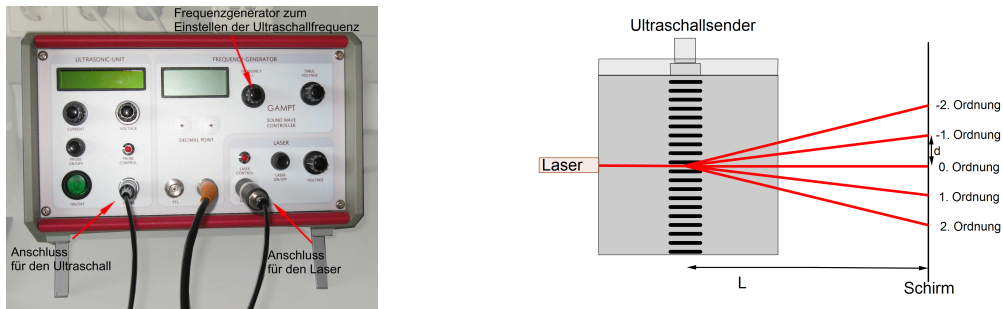 Frequenzgenerator zum
Einstellen der Ultraschallfrequenz
ULTRASONIC-UNIT
FREQUENCY-GENERATOR
FREQUENCY
SINUS
VOLTAGE
GAMPT
SOUND WAVE
CONTROLLER
CURRENT
VOLTAGE
DECIMAL POINT
LASER
PROBE
ON/OFF
PROBE
CONTROL
LASER
CONTROL
LASER
ON/OFF
VOLTAGE
ON/OFF
TTL
Anschluss
für den Ultraschall
Anschluss
für den Laser
Ultraschallsender
Laser
-2. Ordnung
-1. Ordnung
d
0. Ordnung
1. Ordnung
2. Ordnung
L
Schirm